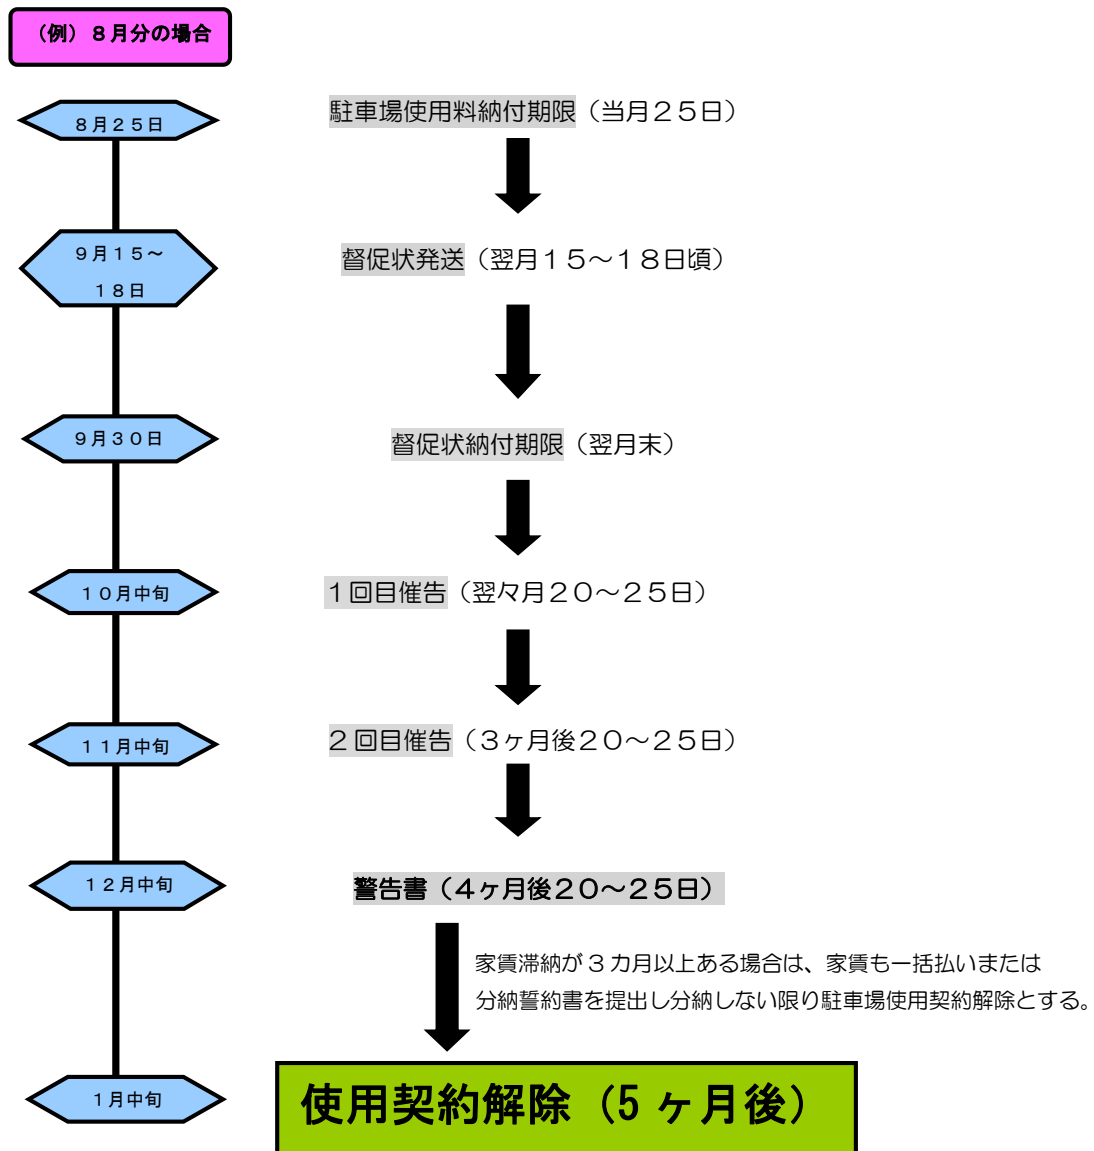 （例）８月分の場合
８月２５日
駐車場使用料納付期限（当月２５日）
９月１５～
１８日
督促状発送（翌月１５～１８日頃）
９月３０日
督促状納付期限（翌月末）
１０月中旬
１回目催告（翌々月２０～２５日）
１１月中旬
２回目催告（３ヶ月後２０～２５日）
１２月中旬
警告書（４ヶ月後２０～２５日）
家賃滞納が３カ月以上ある場合は、家賃も一括払いまたは
分納誓約書を提出し分納しない限り駐車場使用契約解除とする。
１月中旬
使用契約解除（5 ヶ月後）